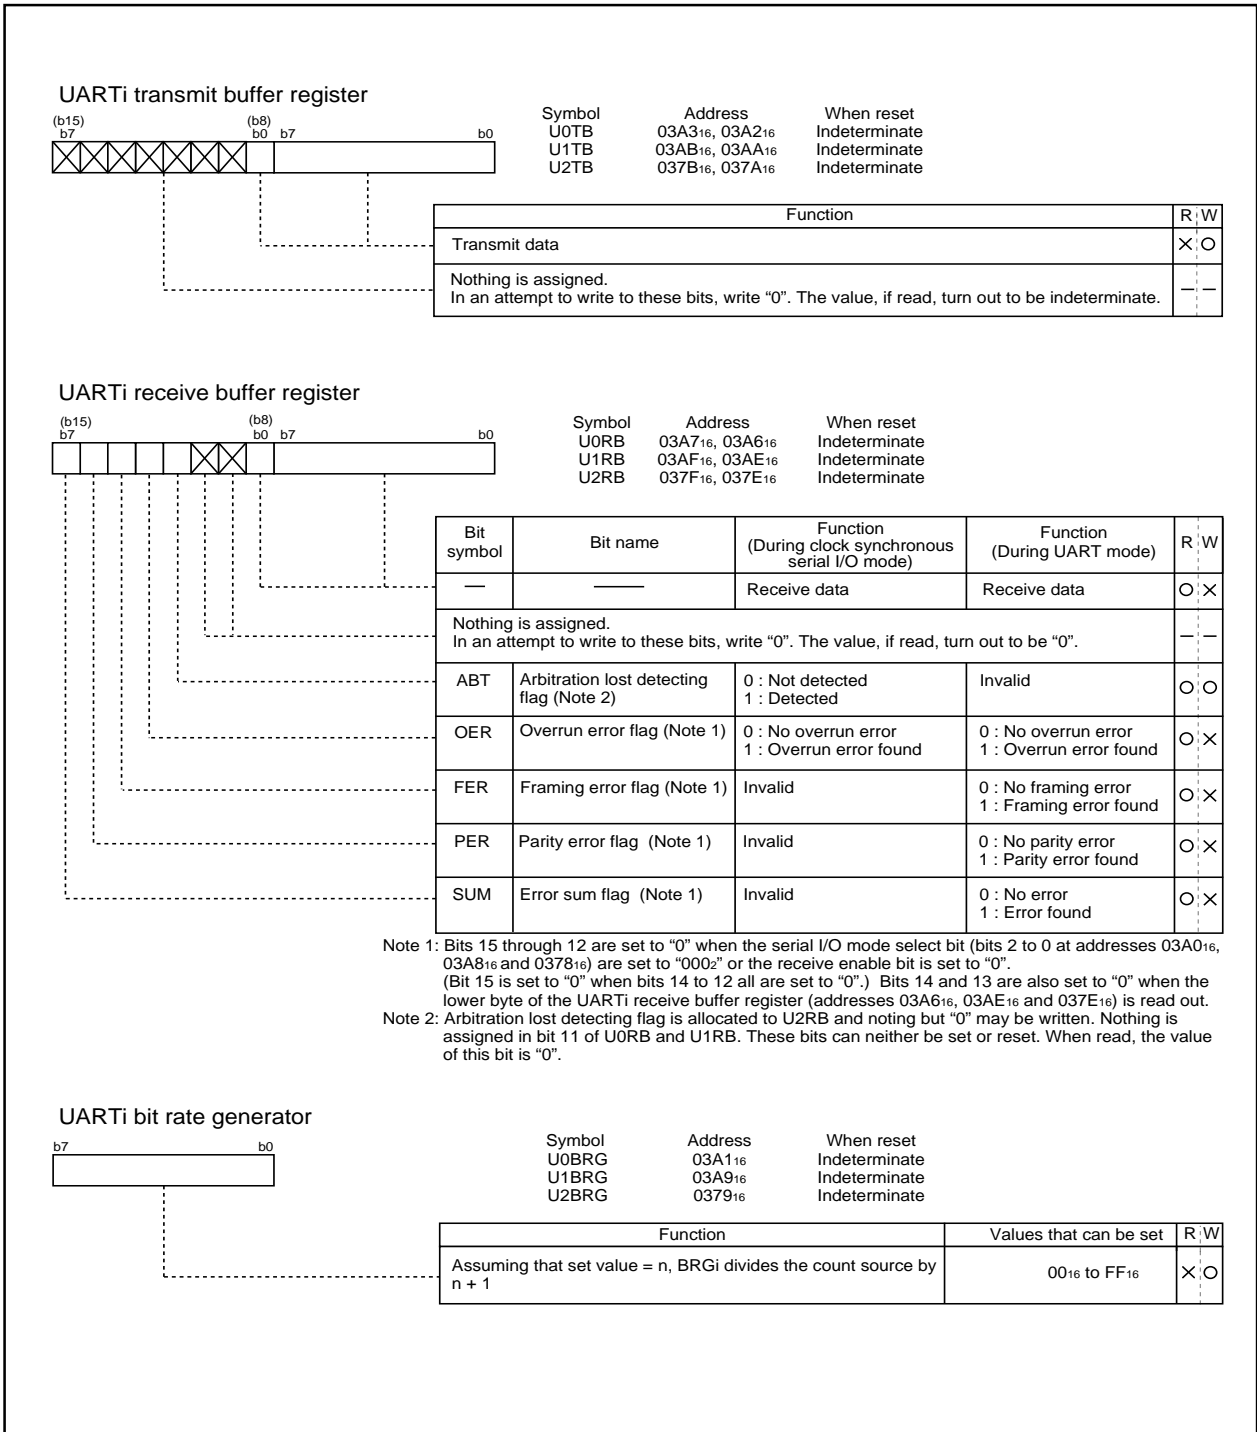 UARTi transmit buffer register
(b15) (b8)
b7 b0 b7 b0
Symbol Address When reset
U0TB 03A3₁₆, 03A2₁₆ Indeterminate
U1TB 03AB₁₆, 03AA₁₆ Indeterminate
U2TB 037B₁₆, 037A₁₆ Indeterminate
Function R W
Transmit data × ○
Nothing is assigned.
In an attempt to write to these bits, write “0”. The value, if read, turn out to be indeterminate. — —
UARTi receive buffer register
(b15) (b8)
b7 b0 b7 b0
Symbol Address When reset
U0RB 03A7₁₆, 03A6₁₆ Indeterminate
U1RB 03AF₁₆, 03AE₁₆ Indeterminate
U2RB 037F₁₆, 037E₁₆ Indeterminate
Bit symbol Bit name Function (During clock synchronous serial I/O mode) Function (During UART mode) R W
— — Receive data Receive data ○ ×
Nothing is assigned.
In an attempt to write to these bits, write “0”. The value, if read, turn out to be “0”. — —
ABT Arbitration lost detecting 0 : Not detected Invalid ○ ○
flag (Note 2) 1 : Detected
OER Overrun error flag (Note 1) 0 : No overrun error 0 : No overrun error ○ ×
1 : Overrun error found 1 : Overrun error found
FER Framing error flag (Note 1) Invalid 0 : No framing error ○ ×
1 : Framing error found
PER Parity error flag (Note 1) Invalid 0 : No parity error ○ ×
1 : Parity error found
SUM Error sum flag (Note 1) Invalid 0 : No error ○ ×
1 : Error found
Note 1: Bits 15 through 12 are set to “0” when the serial I/O mode select bit (bits 2 to 0 at addresses 03A0₁₆,
03A8₁₆ and 0378₁₆) are set to “000₂” or the receive enable bit is set to “0”.
(Bit 15 is set to “0” when bits 14 to 12 all are set to “0”.) Bits 14 and 13 are also set to “0” when the
lower byte of the UARTi receive buffer register (addresses 03A6₁₆, 03AE₁₆ and 037E₁₆) is read out.
Note 2: Arbitration lost detecting flag is allocated to U2RB and noting but “0” may be written. Nothing is
assigned in bit 11 of U0RB and U1RB. These bits can neither be set or reset. When read, the value
of this bit is “0”.
UARTi bit rate generator
b7 b0
Symbol Address When reset
U0BRG 03A1₁₆ Indeterminate
U1BRG 03A9₁₆ Indeterminate
U2BRG 0379₁₆ Indeterminate
Function Values that can be set R W
Assuming that set value = n, BRGi divides the count source by 00₁₆ to FF₁₆ × ○
n + 1